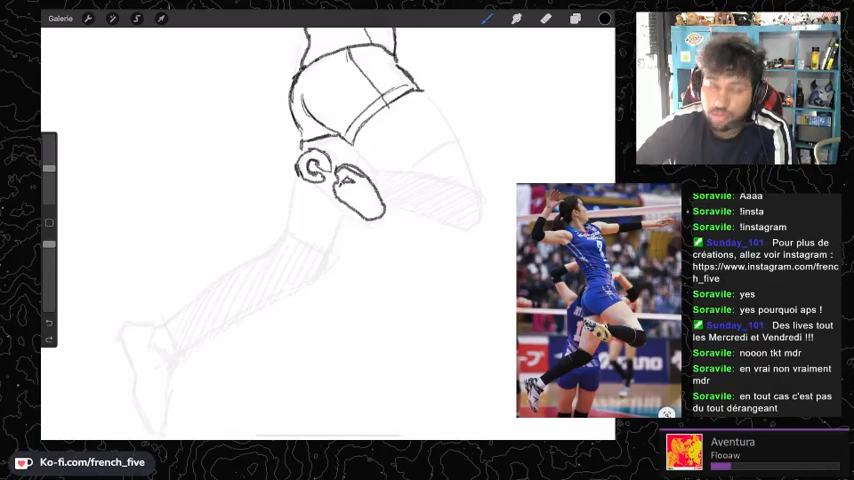 Galerie
Soravile: Aaaa
Soravile: !insta
Soravile: !instagram
Sunday_101 Pour plus de
créations, allez voir instagram :
https://www.instagram.com/frenc
h_five
Soravile: yes
Soravile: yes pourquoi aps !
Sunday_101: Des lives tout
les Mercredi et Vendredi !!!
Soravile: nooon tkt mdr
Soravile: en vrai non vraiment
mdr
Soravile: en tout cas c'est pas
du tout dérangeant
Aventura
Flooaw
Ko-fi.com/french_five